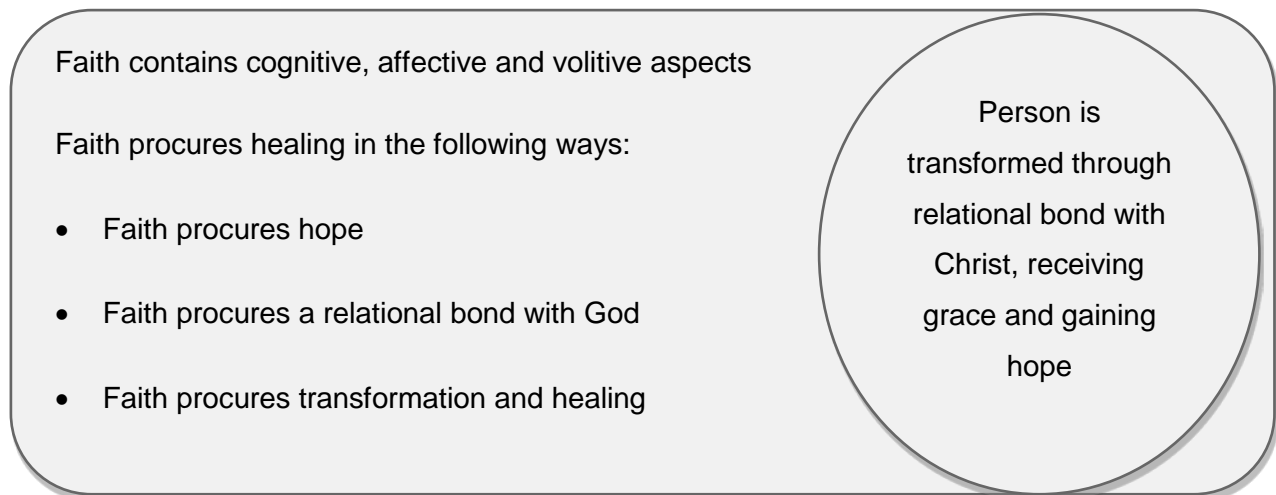 Faith contains cognitive, affective and volitive aspects
Faith procures healing in the following ways:
• Faith procures hope
• Faith procures a relational bond with God
• Faith procures transformation and healing
Person is
transformed through
relational bond with
Christ, receiving
grace and gaining
hope